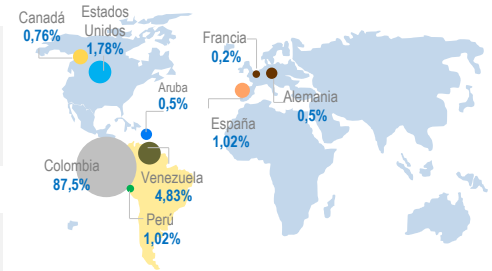 Canadá
0,76%
Estados
Unidos
1,78%
Francia
0,2%
Alemania
0,5%
España
1,02%
Aruba
0,5%
Colombia
87,5%
Venezuela
4,83%
Perú
1,02%